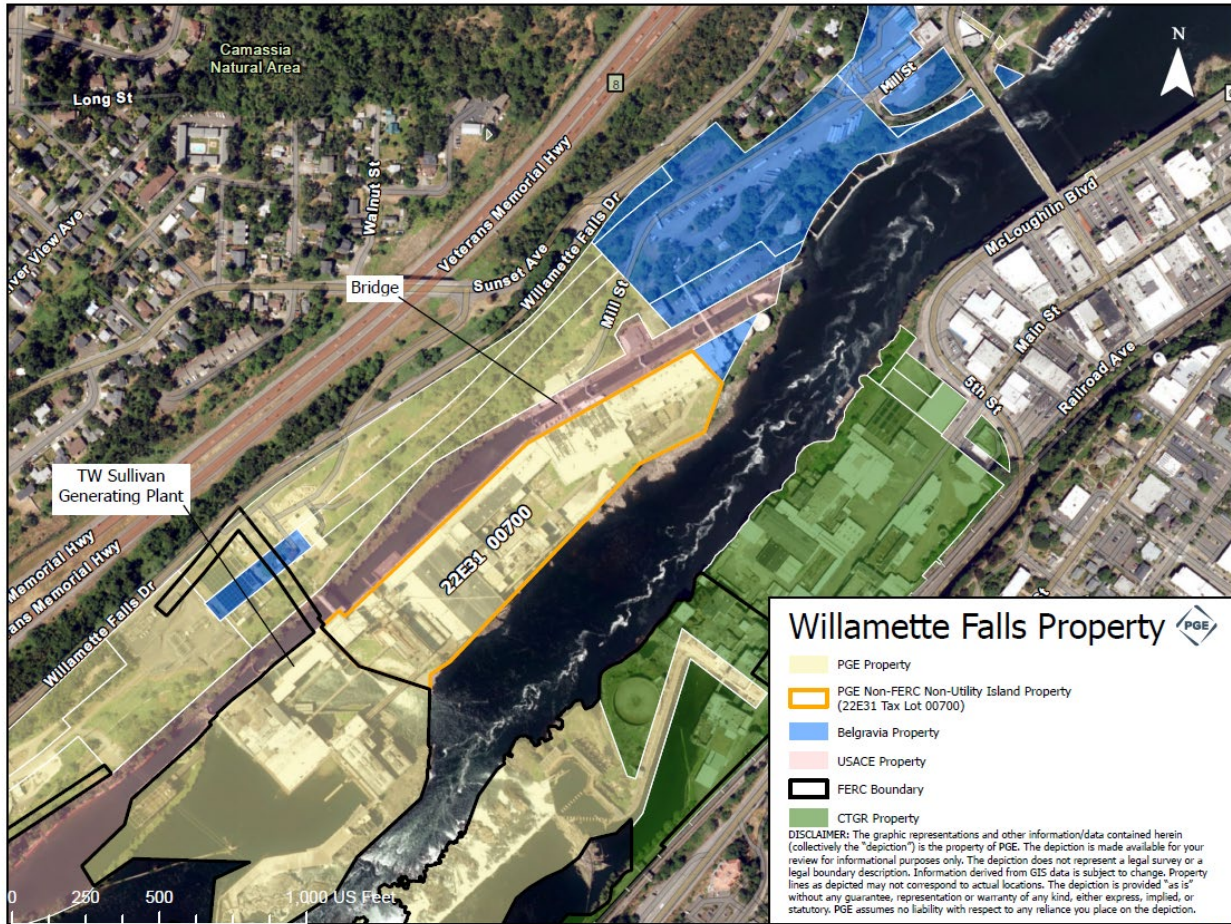 Camassia
Natural Area
Long St
8
N
Mill St
Walnut St
Veterans Memorial Hwy
McLoughlin Blvd
River View Ave
Sunset Ave
Willamette Falls Dr
Bridge
Mill St
Main St
5th St
Railroad Ave
TW Sullivan
Generating Plant
22E31 00700
Memorial Hwy
ans Memorial Hwy
Willamette Falls Dr
Willamette Falls Property
PGE
PGE Property
PGE Non-FERC Non-Utility Island Property
(22E31 Tax Lot 00700)
Belgravia Property
USACE Property
FERC Boundary
CTGR Property
DISCLAIMER: The graphic representations and other information/data contained herein
(collectively the "depiction") is the property of PGE. The depiction is made available for your
review for informational purposes only. The depiction does not represent a legal survey or a
legal boundary description. Information derived from GIS data is subject to change. Property
lines as depicted may not correspond to actual locations. The depiction is provided "as is"
without any guarantee, representation or warranty of any kind, either express, implied, or
statutory. PGE assumes no liability with respect to any reliance you place on the depiction.
0 250 500 1,000 US Feet